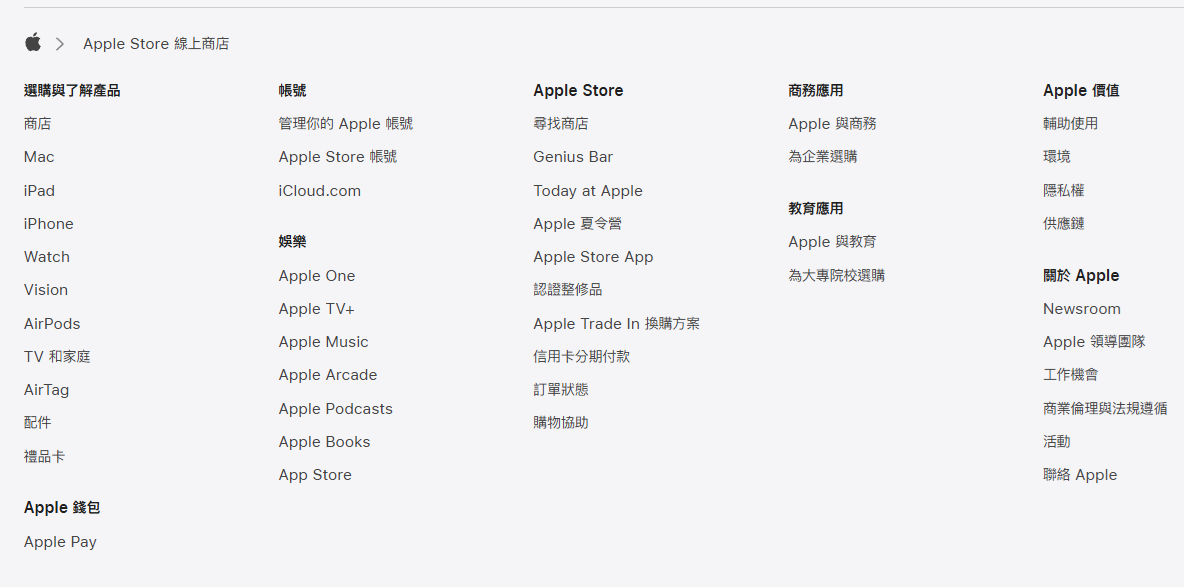 Apple Store 線上商店
選購與了解產品
商店
Mac
iPad
iPhone
Watch
Vision
AirPods
TV 和家庭
AirTag
配件
禮品卡
Apple 錢包
Apple Pay
帳號
管理你的 Apple 帳號
Apple Store 帳號
iCloud.com
娛樂
Apple One
Apple TV+
Apple Music
Apple Arcade
Apple Podcasts
Apple Books
App Store
Apple Store
尋找商店
Genius Bar
Today at Apple
Apple 夏令營
Apple Store App
認證整修品
Apple Trade In 換購方案
信用卡分期付款
訂單狀態
購物協助
商務應用
Apple 與商務
為企業選購
教育應用
Apple 與教育
為大專院校選購
Apple 價值
輔助使用
環境
隱私權
供應鏈
關於 Apple
Newsroom
Apple 領導團隊
工作機會
商業倫理與法規遵循
活動
聯絡 Apple